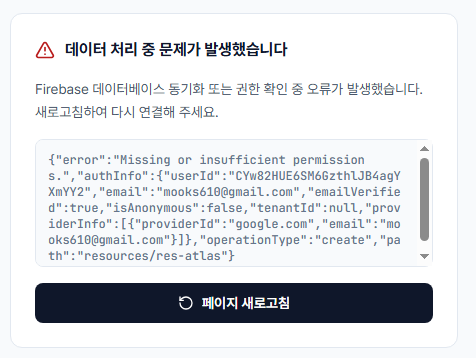 데이터 처리 중 문제가 발생했습니다
Firebase 데이터베이스 동기화 또는 권한 확인 중 오류가 발생했습니다.
새로고침하여 다시 연결해 주세요.
{"error":"Missing or insufficient permission
s.","authInfo":{"userId":"CYw82HUE6SM6GzthlJB4agY
XmYY2","email":"mooks610@gmail.com","emailVerifie
d":true,"isAnonymous":false,"tenantId":null,"prov
iderInfo":[{"providerId":"google.com","email":"mo
oks610@gmail.com"}]},"operationType":"create","pa
th":"resources/res-atlas"}
페이지 새로고침